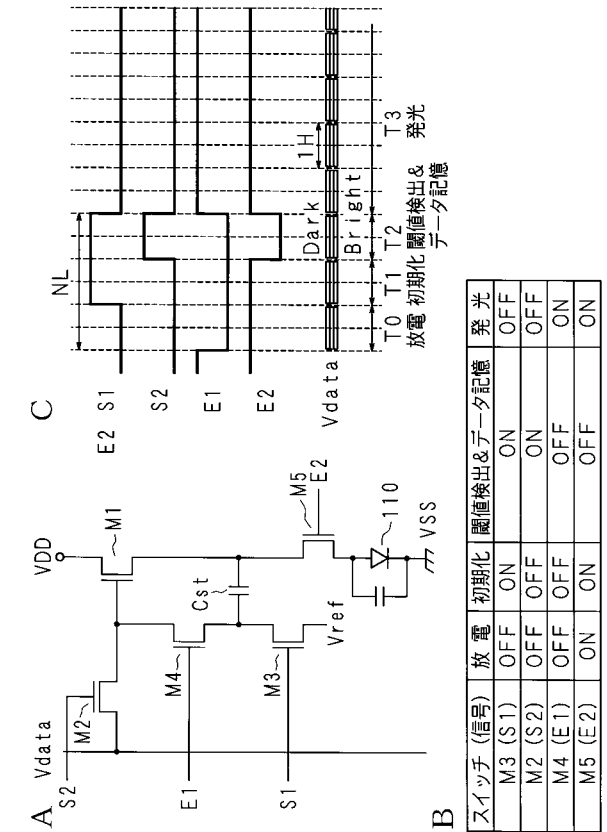 A
Vdata
S2
M2
VDD
M1
M4
E1
Cst
M3
S1
Vref
M5
E2
110
VSS
B
スイッチ (信号) 放 電 初期化 閾値検出&データ記憶 発 光
M3 (S1) OFF ON ON OFF
M2 (S2) OFF OFF ON OFF
M4 (E1) OFF OFF OFF ON
M5 (E2) ON ON OFF ON
C
NL
E2 S1
S2
E1
E2
Dark
Bright
1H
Vdata
T0 T1 T2 T3
放電 初期化 閾値検出& 発光
データ記憶